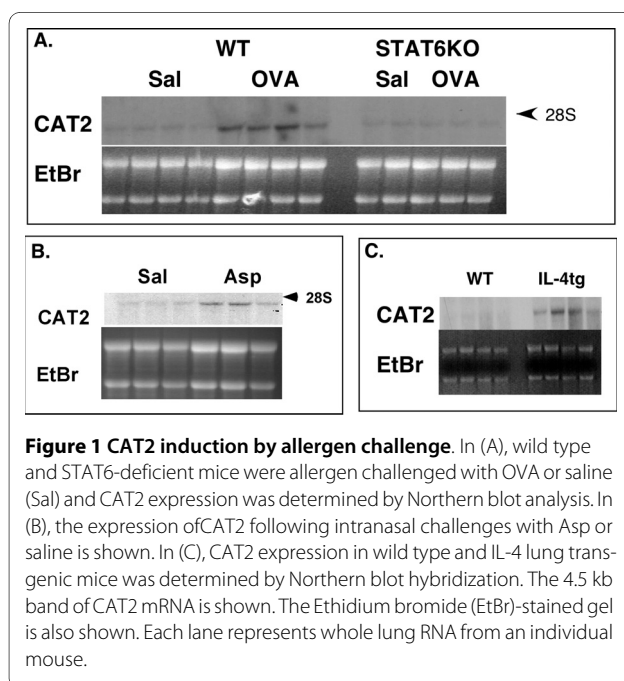 A.
WT STAT6KO
Sal OVA Sal OVA
CAT2 28S
EtBr
B.
Sal Asp
28S
CAT2
EtBr
C.
WT IL-4tg
CAT2
EtBr
Figure 1 CAT2 induction by allergen challenge. In (A), wild type
and STAT6-deficient mice were allergen challenged with OVA or saline
(Sal) and CAT2 expression was determined by Northern blot analysis. In
(B), the expression ofCAT2 following intranasal challenges with Asp or
saline is shown. In (C), CAT2 expression in wild type and IL-4 lung trans-
genic mice was determined by Northern blot hybridization. The 4.5 kb
band of CAT2 mRNA is shown. The Ethidium bromide (EtBr)-stained gel
is also shown. Each lane represents whole lung RNA from an individual
mouse.